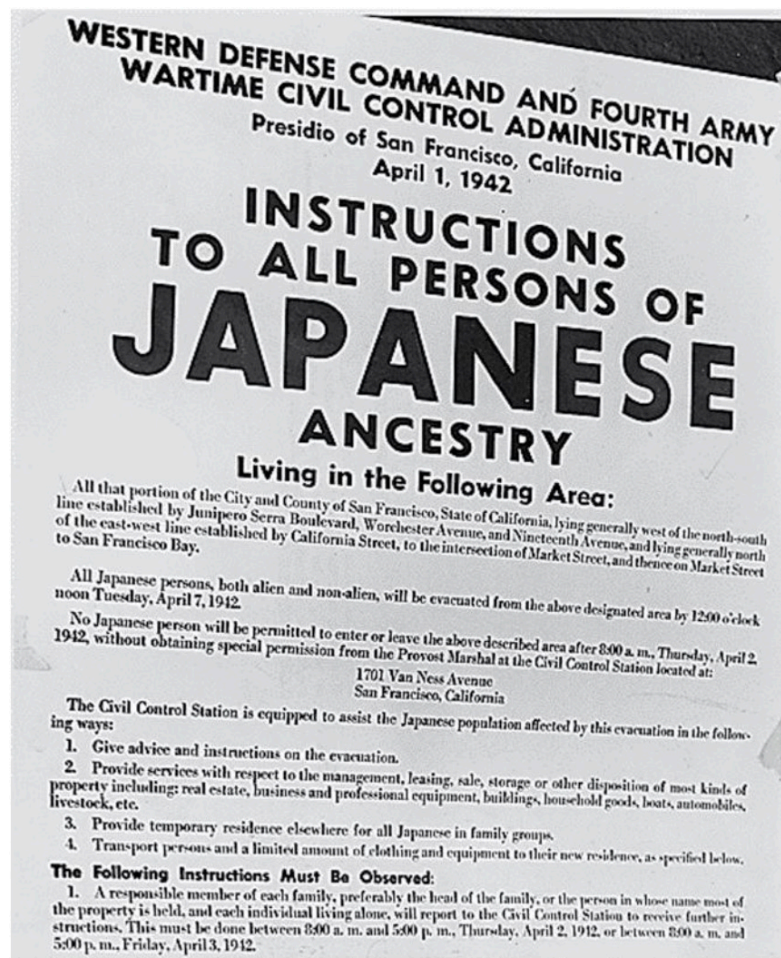 WESTERN DEFENSE COMMAND AND FOURTH ARMY
WARTIME CIVIL CONTROL ADMINISTRATION
Presidio of San Francisco, California
April 1, 1942
INSTRUCTIONS
TO ALL PERSONS OF
JAPANESE
ANCESTRY
Living in the Following Area:
All that portion of the City and County of San Francisco, State of California, lying generally west of the north-south
line established by Junipero Serra Boulevard, Worchester Avenue, and Nineteenth Avenue, and lying generally north
of the east-west line established by California Street, to the intersection of Market Street, and thence on Market Street
to San Francisco Bay.
All Japanese persons, both alien and non-alien, will be evacuated from the above designated area by 12:00 o'clock
noon Tuesday, April 7, 1942.
No Japanese person will be permitted to enter or leave the above described area after 8:00 a. m., Thursday, April 2,
1942, without obtaining special permission from the Provost Marshal at the Civil Control Station located at:
1701 Van Ness Avenue
San Francisco, California
The Civil Control Station is equipped to assist the Japanese population affected by this evacuation in the follow-
ing ways:
1. Give advice and instructions on the evacuation.
2. Provide services with respect to the management, leasing, sale, storage or other disposition of most kinds of
property including: real estate, business and professional equipment, buildings, household goods, boats, automobiles,
livestock, etc.
3. Provide temporary residence elsewhere for all Japanese in family groups.
4. Transport persons and a limited amount of clothing and equipment to their new residence, as specified below.
The Following Instructions Must Be Observed:
1. A responsible member of each family, preferably the head of the family, or the person in whose name most of
the property is held, and each individual living alone, will report to the Civil Control Station to receive further in-
structions. This must be done between 8:00 a. m. and 5:00 p. m., Thursday, April 2, 1942, or between 8:00 a. m. and
5:00 p. m., Friday, April 3, 1942.